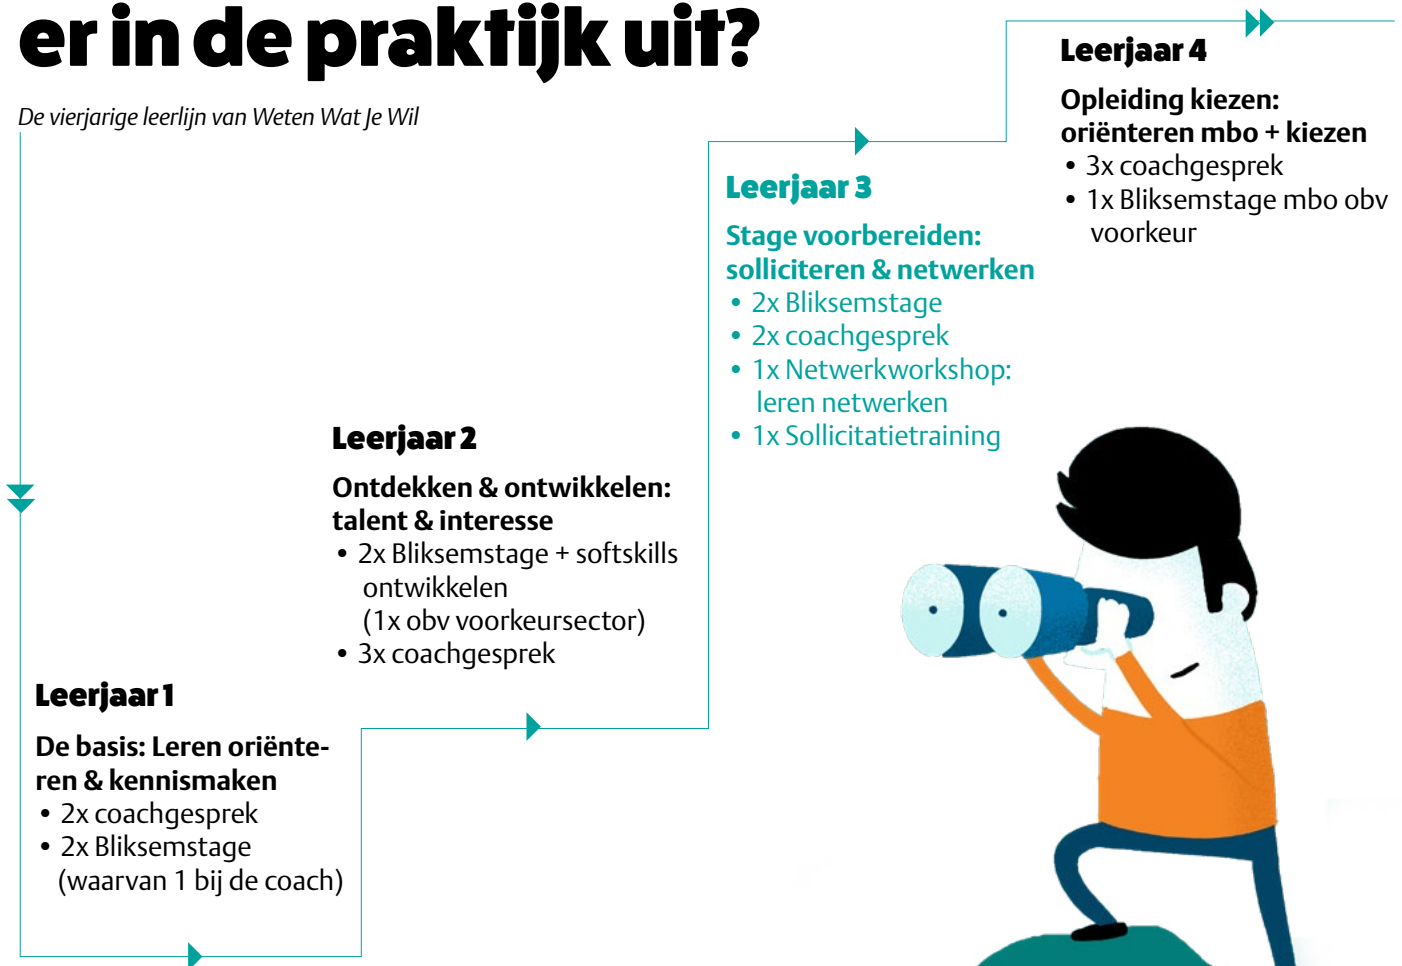 er in de praktijk uit?
De vierjarige leerlijn van Weten Wat Je Wil
Leerjaar 1
De basis: Leren oriënte-
ren & kennismaken
• 2x coachgesprek
• 2x Bliksemstage
(waarvan 1 bij de coach)
Leerjaar 2
Ontdekken & ontwikkelen:
talent & interesse
• 2x Bliksemstage + softskills
ontwikkelen
(1x obv voorkeursector)
• 3x coachgesprek
Leerjaar 3
Stage voorbereiden:
solliciteren & netwerken
• 2x Bliksemstage
• 2x coachgesprek
• 1x Netwerkworkshop:
leren netwerken
• 1x Sollicitatietraining
Leerjaar 4
Opleiding kiezen:
oriënteren mbo + kiezen
• 3x coachgesprek
• 1x Bliksemstage mbo obv
voorkeur